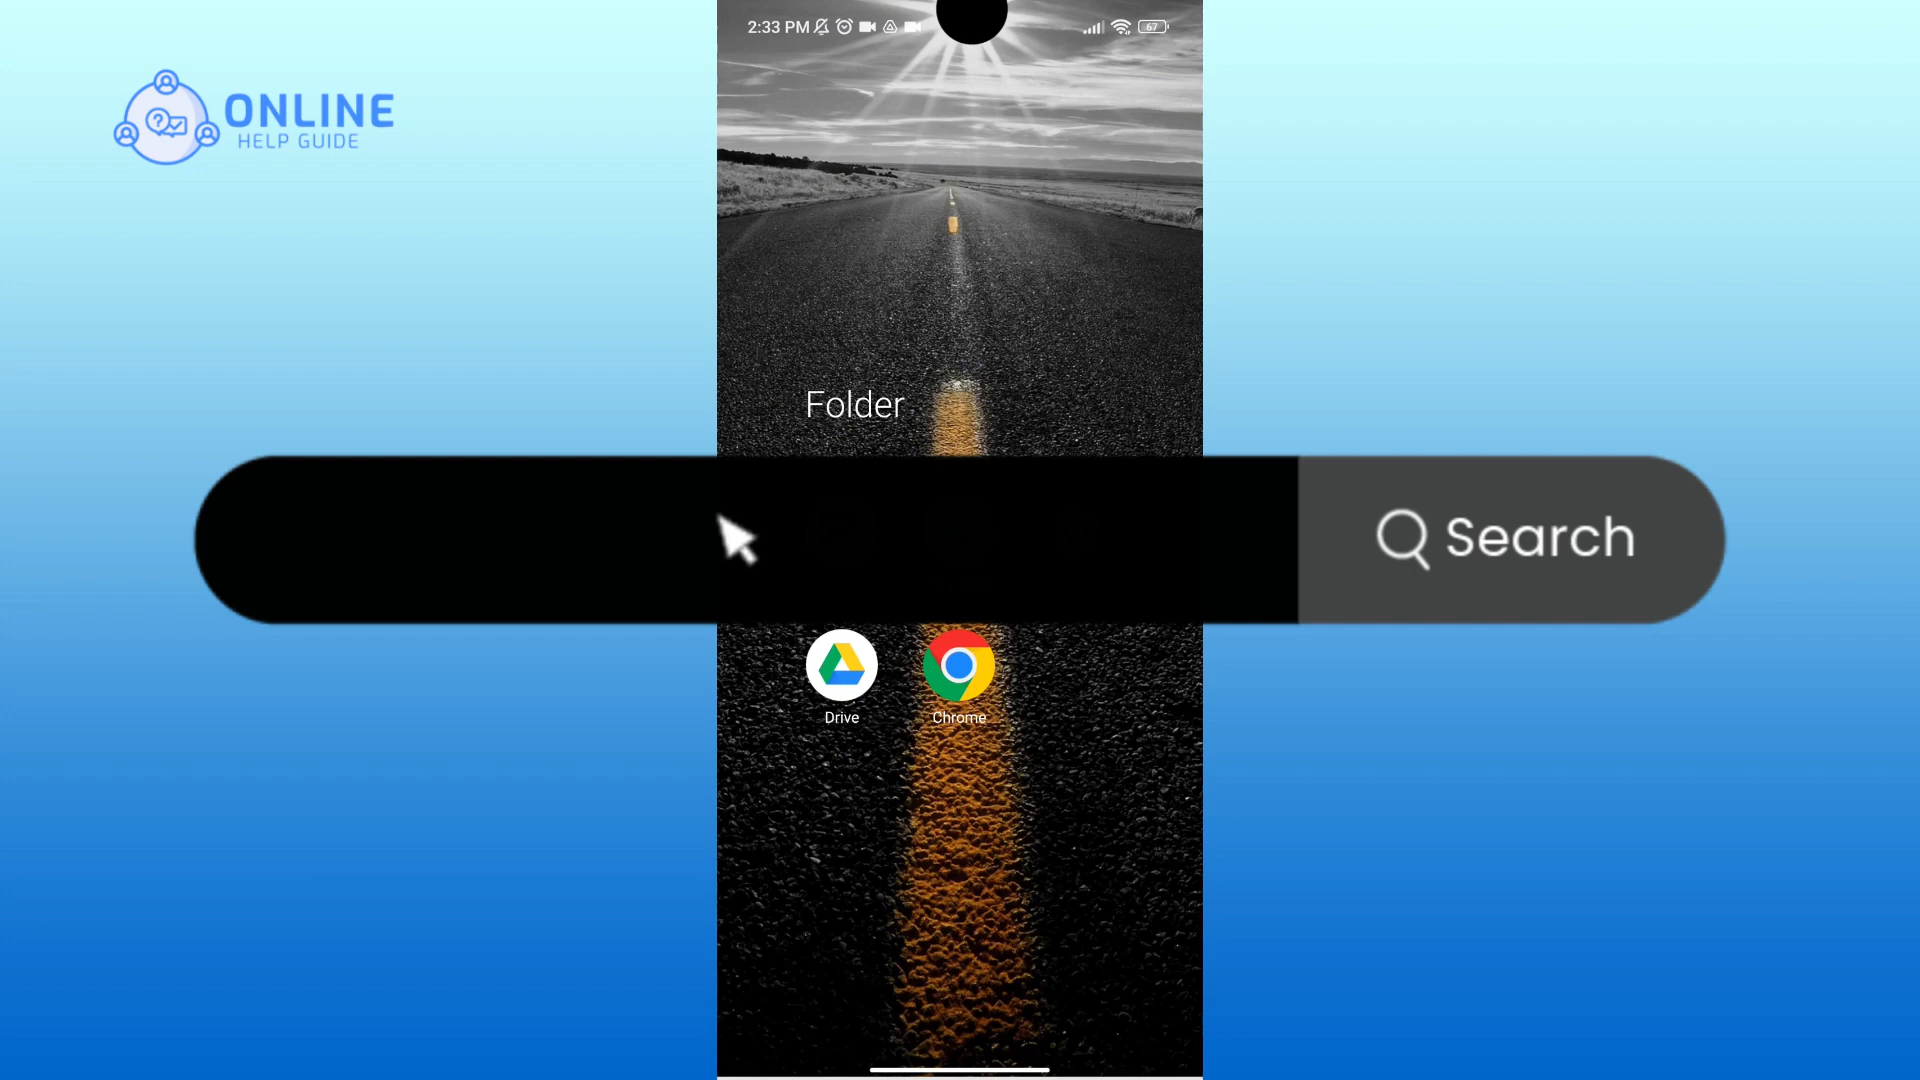 2:33 PM
67
ONLINE
HELP GUIDE
Folder
Search
Drive
Chrome